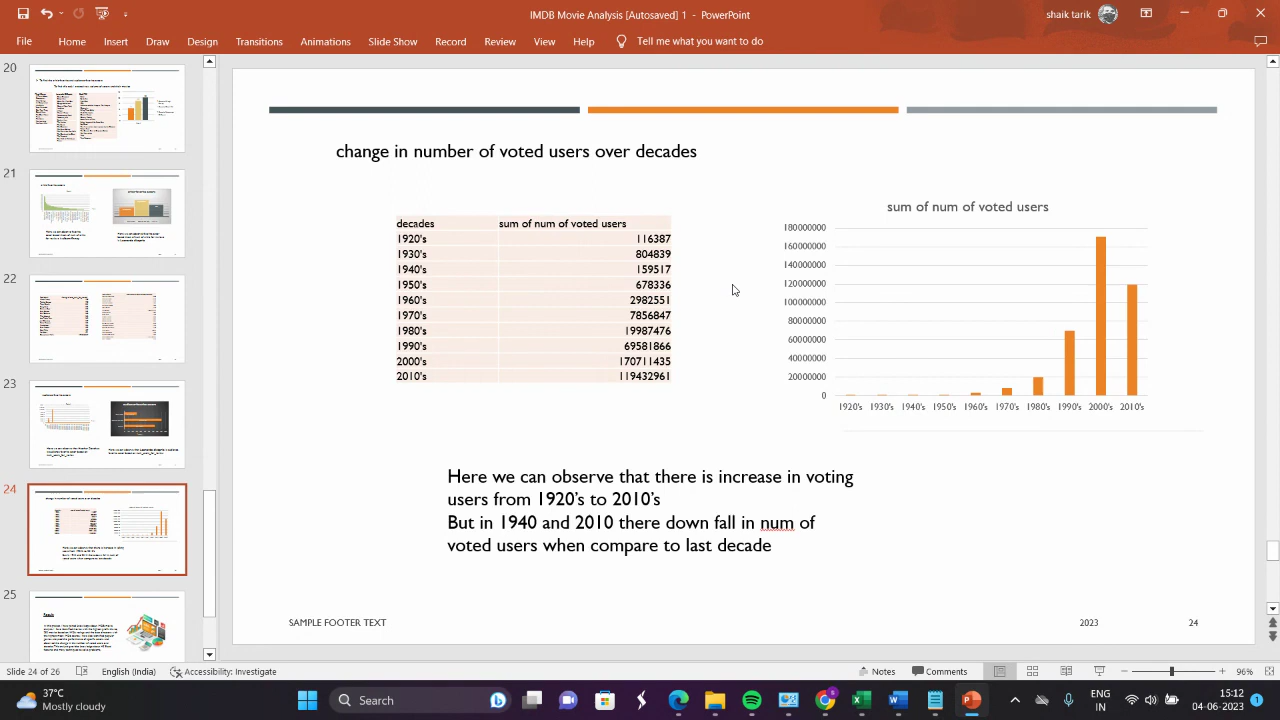 IMDB Movie Analysis [Autosaved] 1 - PowerPoint
shaik tarik
File Home Insert Draw Design Transitions Animations Slide Show Record Review View Help Tell me what you want to do
20
21
22
23
24
25
change in number of voted users over decades
decades sum of num of voted users
1920's 116387
1930's 804839
1940's 159517
1950's 678336
1960's 2982551
1970's 7856847
1980's 19987476
1990's 69581866
2000's 170711435
2010's 119432961
sum of num of voted users
180000000
160000000
140000000
120000000
100000000
80000000
60000000
40000000
20000000
0
1920's 1930's 1940's 1950's 1960's 1970's 1980's 1990's 2000's 2010's
Here we can observe that there is increase in voting
users from 1920's to 2010's
But in 1940 and 2010 there down fall in num of
voted users when compare to last decade
SAMPLE FOOTER TEXT 2023 24
Slide 24 of 26 English (India) Accessibility: Investigate Notes Comments 96%
37°C
Mostly cloudy
Search
ENG
IN
15:12
04-06-2023